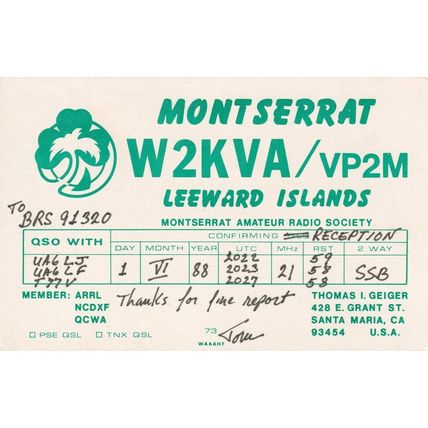 MONTSERRAT
W2KVA/VP2M
LEEWARD ISLANDS
MONTSERRAT AMATEUR RADIO SOCIETY
TO
BRS 91320
CONFIRMING RECEPTION
QSO WITH DAY MONTH YEAR UTC MHz RST 2 WAY
UA6LJ 2022 59
UA6LF 1 VI 88 2023 21 58 SSB
T77V 2027 58
MEMBER: ARRL
NCDXF
QCWA
Thanks for fine report
THOMAS I. GEIGER
428 E. GRANT ST.
SANTA MARIA, CA
93454 U.S.A.
PSE QSL TNX QSL 73 Tom
WA6AHF